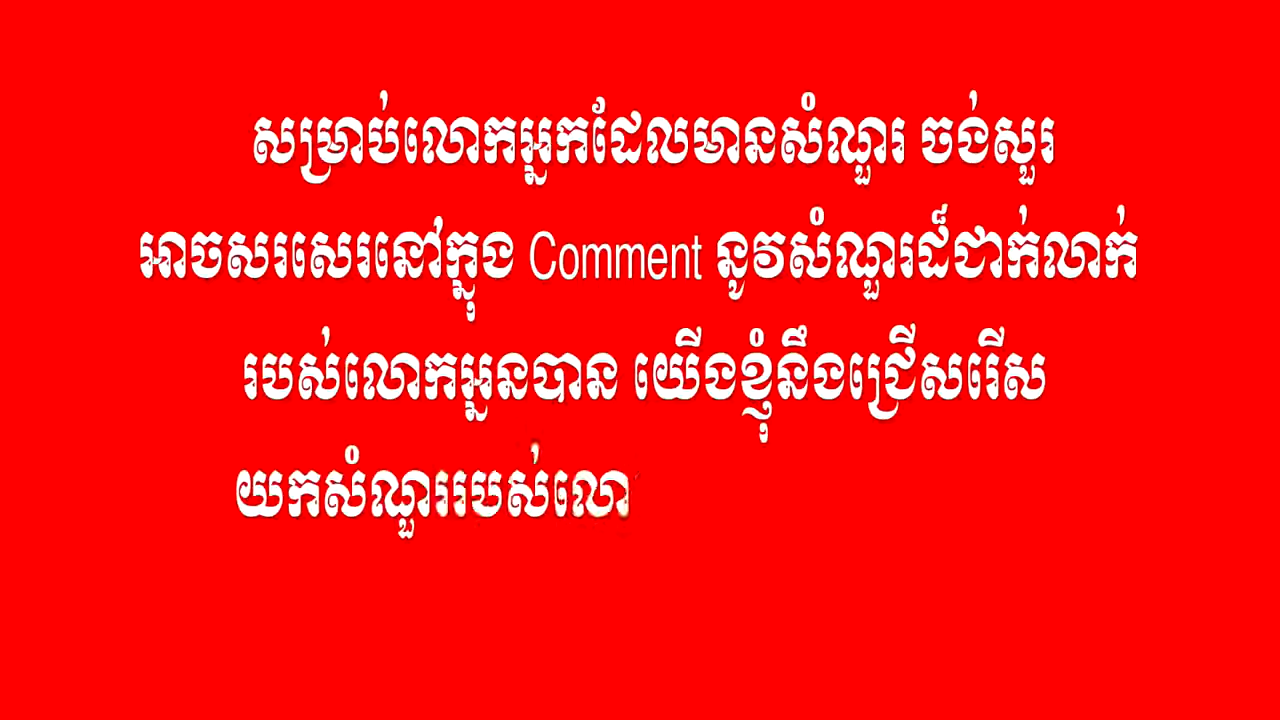 សម្រាប់លោកអ្នកដែលមានសំណួរ ចង់សួរ
អាចសរសេរនៅក្នុង Comment នូវសំណួរដ៏ជាក់លាក់
របស់លោកអ្ននបាន យើងខ្ញុំនឹងជ្រើសរើស
យកសំណួររបស់លោ